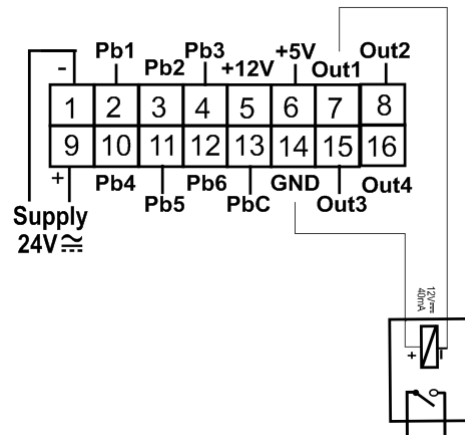 Pb1 Pb2 Pb3 +12V +5V Out1 Out2
-
1 2 3 4 5 6 7 8
9 10 11 12 13 14 15 16
+
Pb4 Pb5 Pb6 PbC GND Out3 Out4
Supply
24V⎓
12V⎓
40mA
+ −